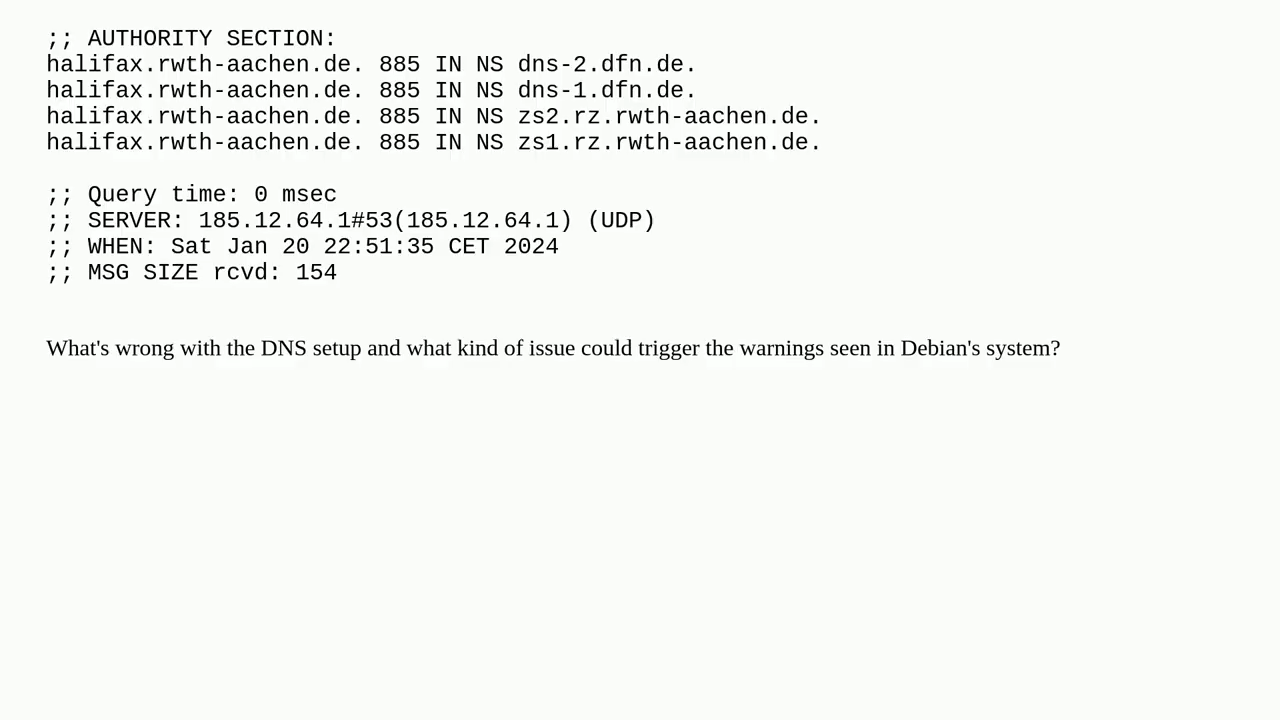 ;; AUTHORITY SECTION:
halifax.rwth-aachen.de. 885 IN NS dns-2.dfn.de.
halifax.rwth-aachen.de. 885 IN NS dns-1.dfn.de.
halifax.rwth-aachen.de. 885 IN NS zs2.rz.rwth-aachen.de.
halifax.rwth-aachen.de. 885 IN NS zs1.rz.rwth-aachen.de.
;; Query time: 0 msec
;; SERVER: 185.12.64.1#53(185.12.64.1) (UDP)
;; WHEN: Sat Jan 20 22:51:35 CET 2024
;; MSG SIZE rcvd: 154
What's wrong with the DNS setup and what kind of issue could trigger the warnings seen in Debian's system?